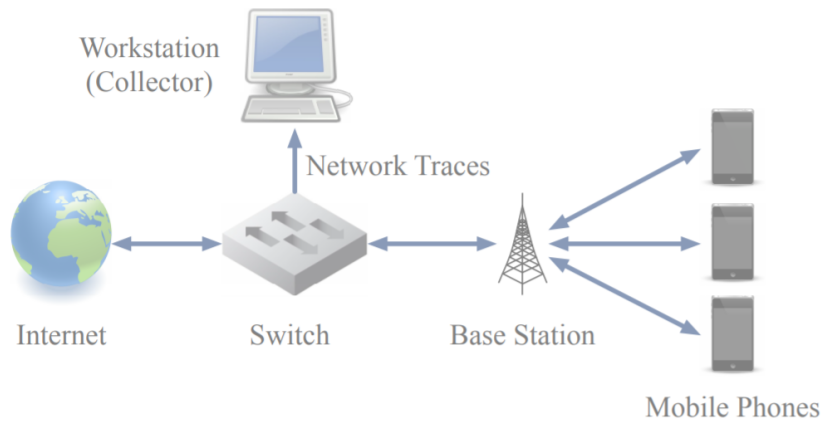 Workstation
(Collector)
Network Traces
Internet
Switch
Base Station
Mobile Phones